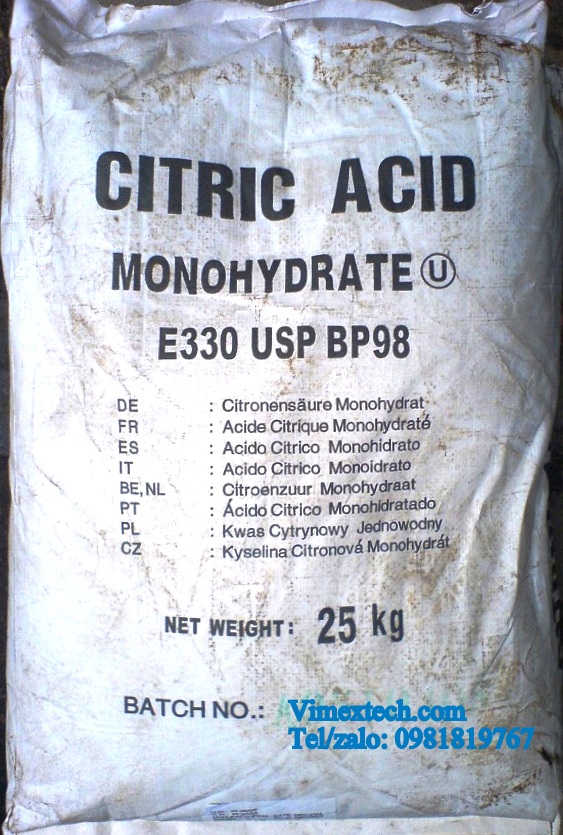 CITRIC ACID
MONOHYDRATE Ⓤ
E330 USP BP98
DE : Citronensäure Monohydrat
FR : Acide Citrique Monohydraté
ES : Acido Citrico Monohidrato
IT : Acido Citrico Monoidrato
BE,NL : Citroenzuur Monohydraat
PT : Ácido Citrico Monohidratado
PL : Kwas Cytrynowy Jednowodny
CZ : Kyselina Citronová Monohydrát
NET WEIGHT: 25 kg
BATCH NO.:
Vimextech.com
Tel/zalo: 0981819767